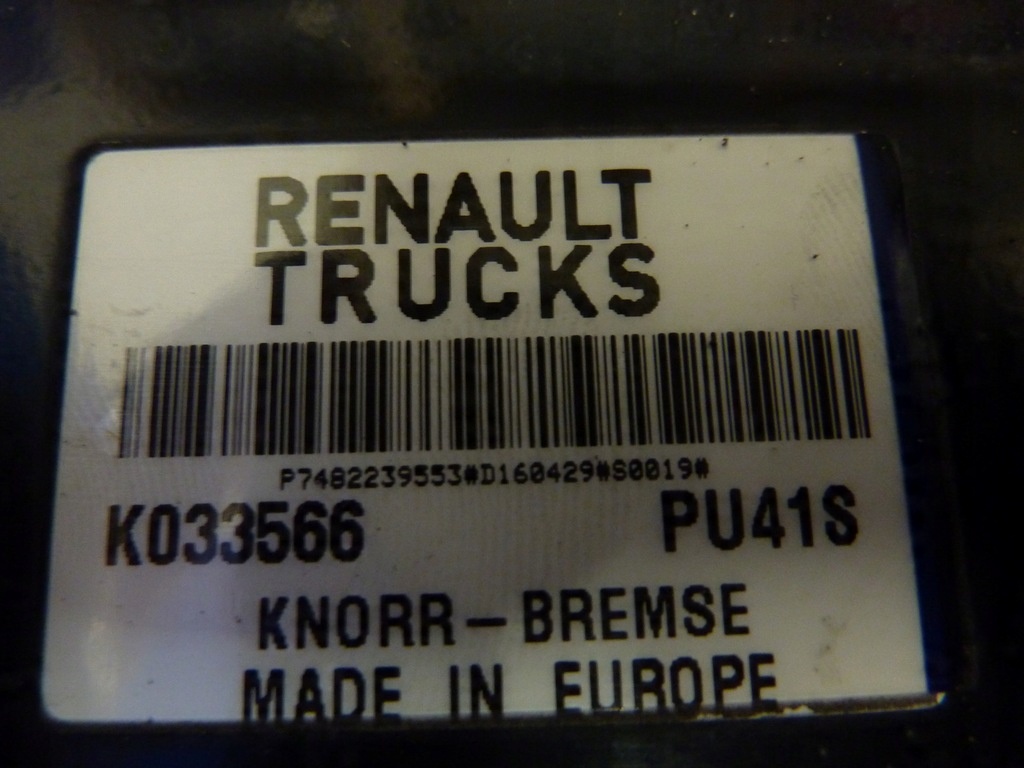 RENAULT
TRUCKS
P7482239553#D160429#S0019#
K033566 PU41S
KNORR-BREMSE
MADE IN EUROPE